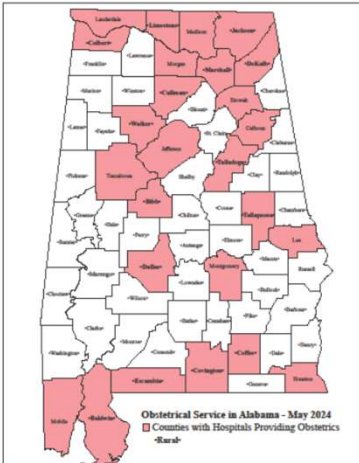 Lauderdale
•Limestone•
Madison
•Jackson•
•Colbert•
•Lawrence•
•Franklin•
Morgan
•Marshall•
•DeKalb•
•Marion•
•Winston•
•Cullman•
•Cherokee•
•Blount•
Etowah
•Lamar•
•Fayette•
•Walker•
•St. Clair•
Calhoun
•Cleburne•
Jefferson
•Talladega•
•Pickens•
Tuscaloosa
Shelby
•Clay•
•Randolph•
•Bibb•
•Greene•
•Hale•
•Chilton•
•Coosa•
•Tallapoosa•
•Chambers•
•Sumter•
•Perry•
•Autauga•
•Elmore•
Lee
•Marengo•
•Dallas•
Montgomery
•Macon•
Russell
•Choctaw•
•Wilcox•
•Lowndes•
•Bullock•
•Barbour•
•Clarke•
•Butler•
•Crenshaw•
•Pike•
•Washington•
•Monroe•
•Conecuh•
•Coffee•
•Dale•
•Henry•
•Covington•
•Escambia•
•Geneva•
Houston
Mobile
•Baldwin•
Obstetrical Service in Alabama - May 2024
Counties with Hospitals Providing Obstetrics
•Rural•